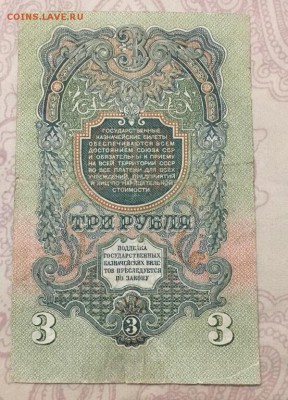 COINS.LAVE.RU
3
ГОСУДАРСТВЕННЫЕ
КАЗНАЧЕЙСКИЕ БИЛЕТЫ
ОБЕСПЕЧИВАЮТСЯ ВСЕМ
ДОСТОЯНИЕМ СОЮЗА ССР
И ОБЯЗАТЕЛЬНЫ К ПРИЕМУ
НА ВСЕЙ ТЕРРИТОРИИ СССР
ВО ВСЕ ПЛАТЕЖИ ДЛЯ ВСЕХ
УЧРЕЖДЕНИЙ, ПРЕДПРИЯТИЙ
И ЛИЦ ПО НАРИЦАТЕЛЬНОЙ
СТОИМОСТИ
ТРИ РУБЛЯ
ПОДДЕЛКА
ГОСУДАРСТВЕННЫХ
КАЗНАЧЕЙСКИХ БИЛЕ
ТОВ ПРЕСЛЕДУЕТСЯ
ПО ЗАКОНУ
3 3 3